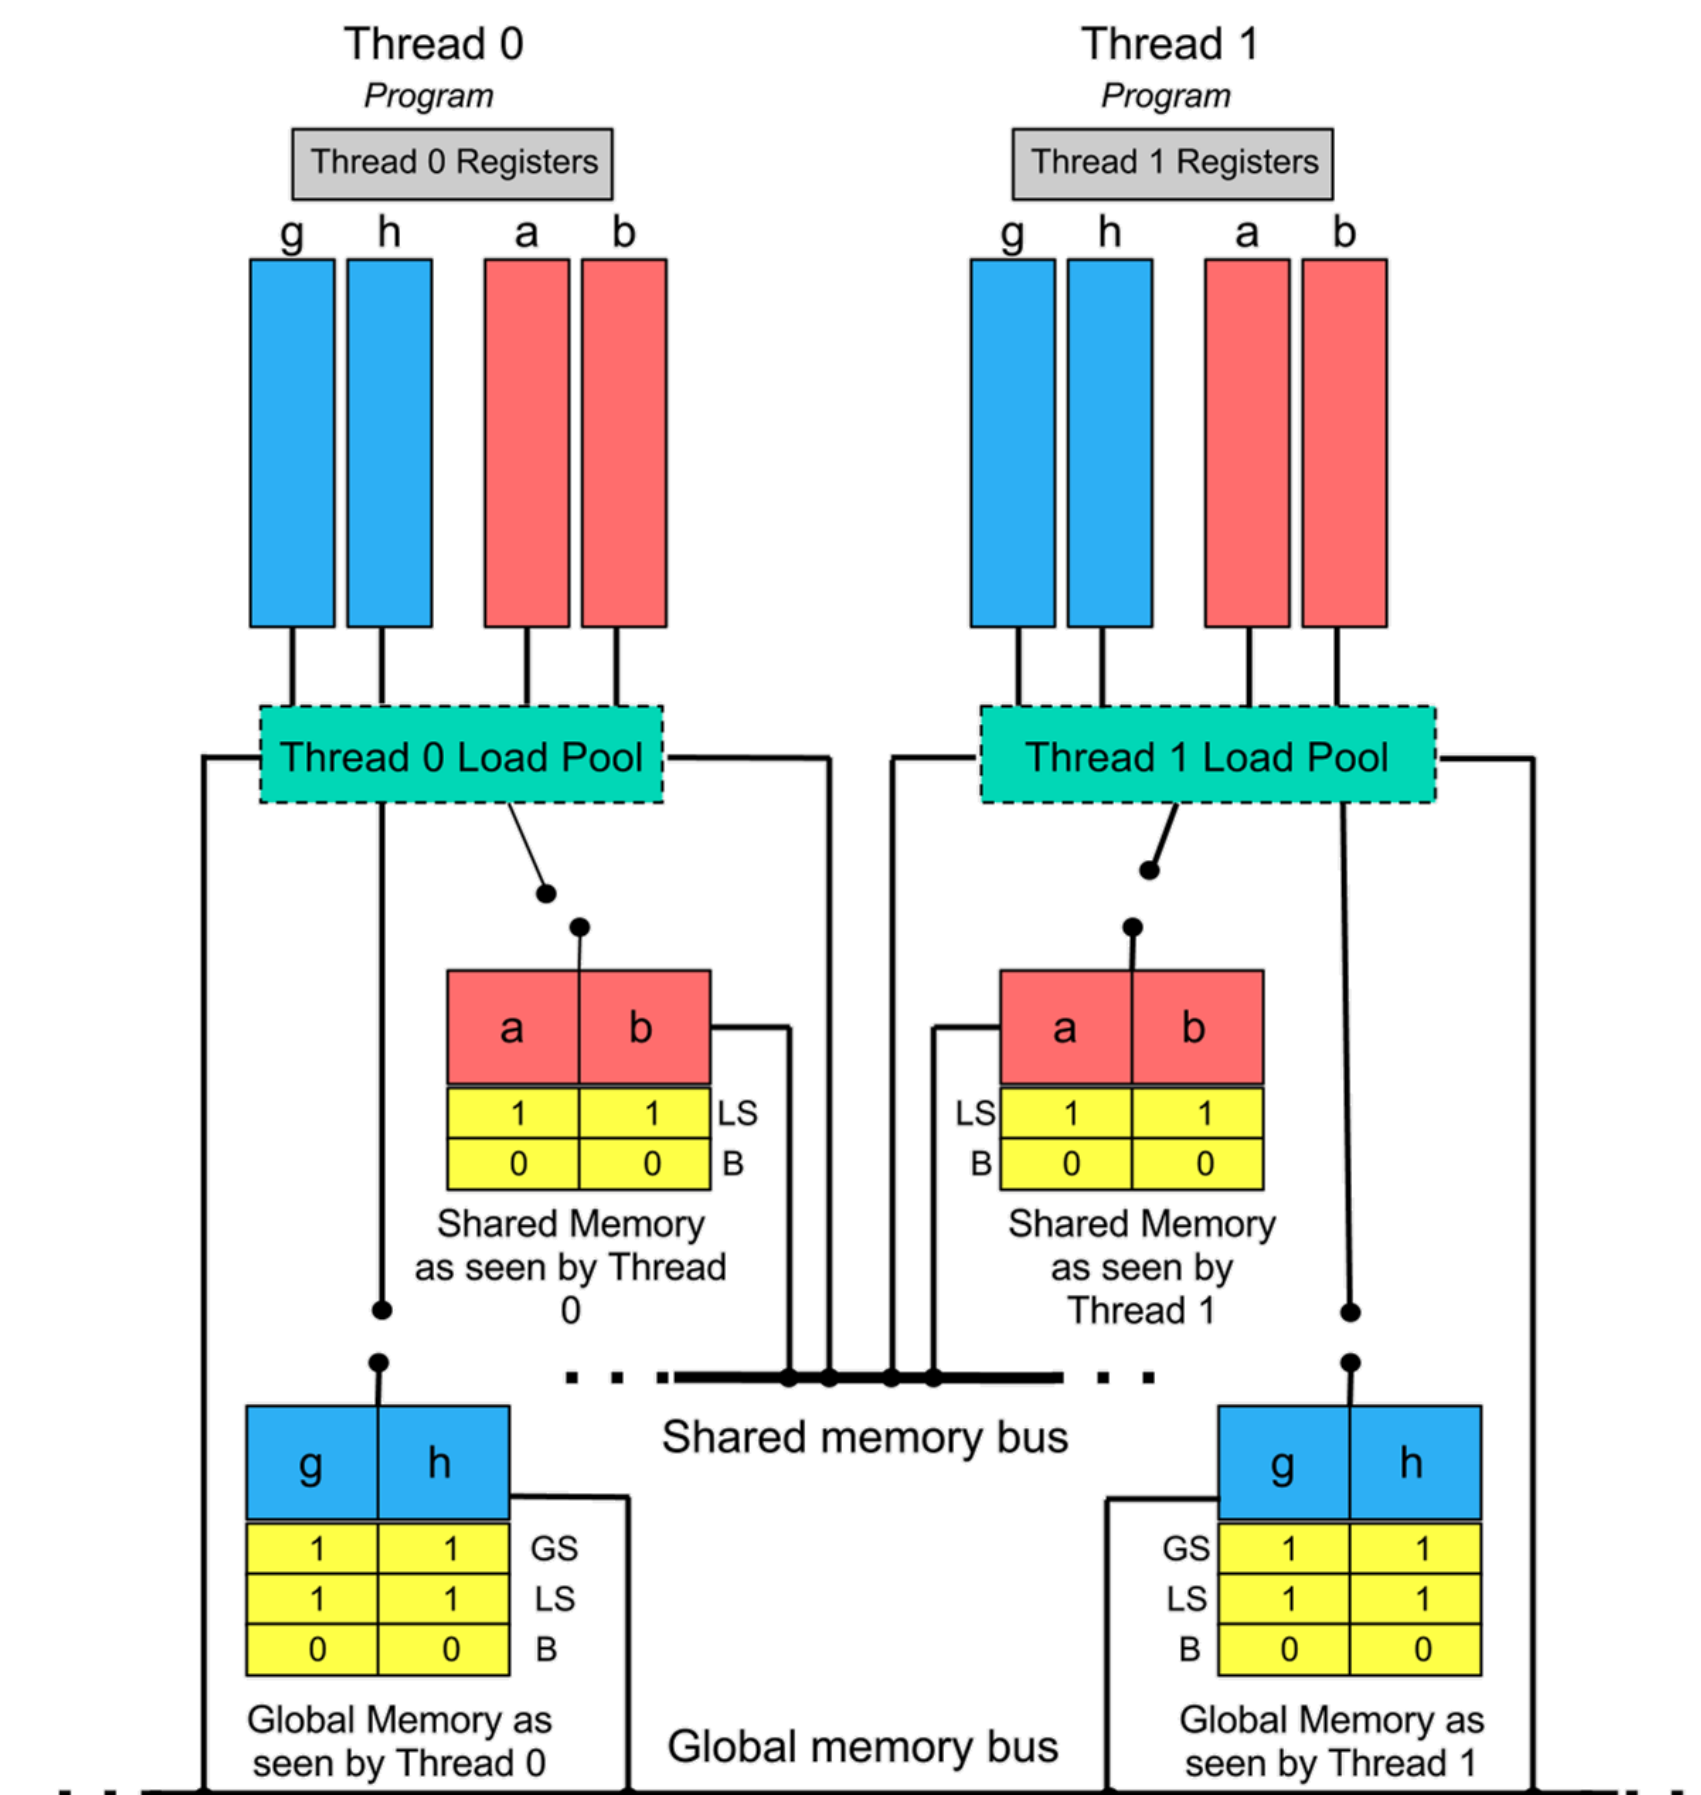 Thread 0
Thread 1
Program
Program
Thread 0 Registers
Thread 1 Registers
g h a b
g h a b
Thread 0 Load Pool
Thread 1 Load Pool
a b
1 1 LS
0 0 B
Shared Memory
as seen by Thread
0
a b
LS 1 1
B 0 0
Shared Memory
as seen by
Thread 1
Shared memory bus
g h
1 1 GS
1 1 LS
0 0 B
Global Memory as
seen by Thread 0
g h
GS 1 1
LS 1 1
B 0 0
Global Memory as
seen by Thread 1
Global memory bus